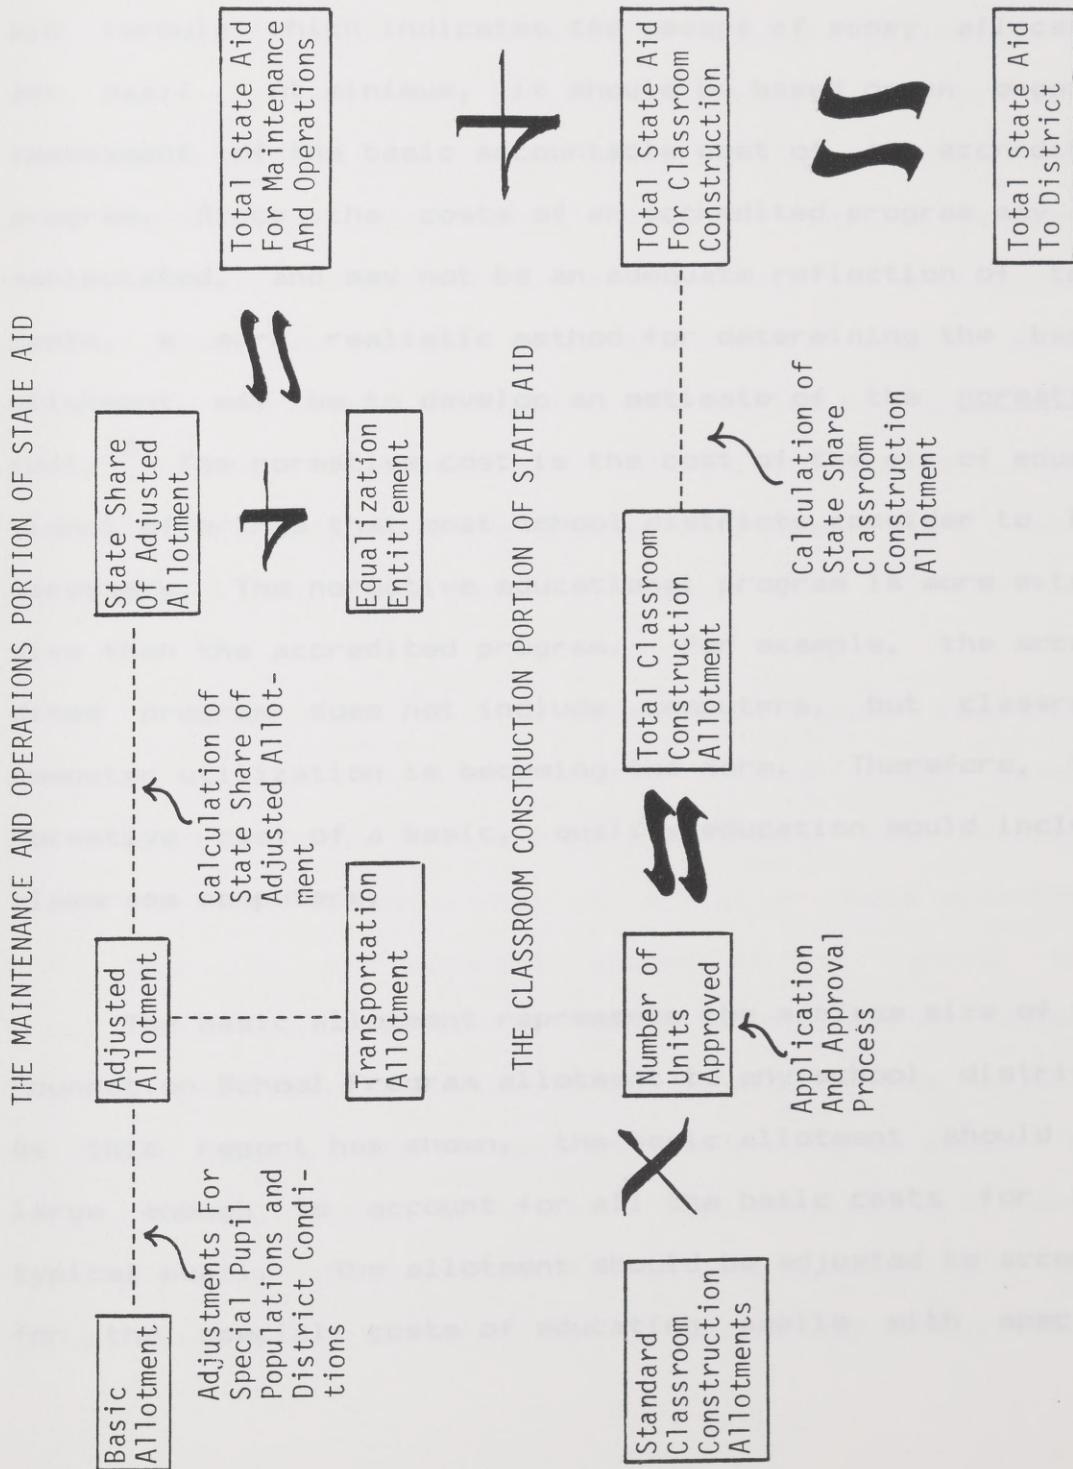 THE MAINTENANCE AND OPERATIONS PORTION OF STATE AID
Basic
Allotment
Adjustments For
Special Pupil
Populations and
District Condi-
tions
Adjusted
Allotment
Transportation
Allotment
Calculation of
State Share of
Adjusted Allot-
ment
State Share
Of Adjusted
Allotment
+
Equalization
Entitlement
=
Total State Aid
For Maintenance
And Operations
+
THE CLASSROOM CONSTRUCTION PORTION OF STATE AID
Standard
Classroom
Construction
Allotments
X
Number of
Units
Approved
Application
And Approval
Process
=
Total Classroom
Construction
Allotment
Calculation of
State Share
Classroom
Construction
Allotment
Total State Aid
For Classroom
Construction
=
Total State Aid
To District